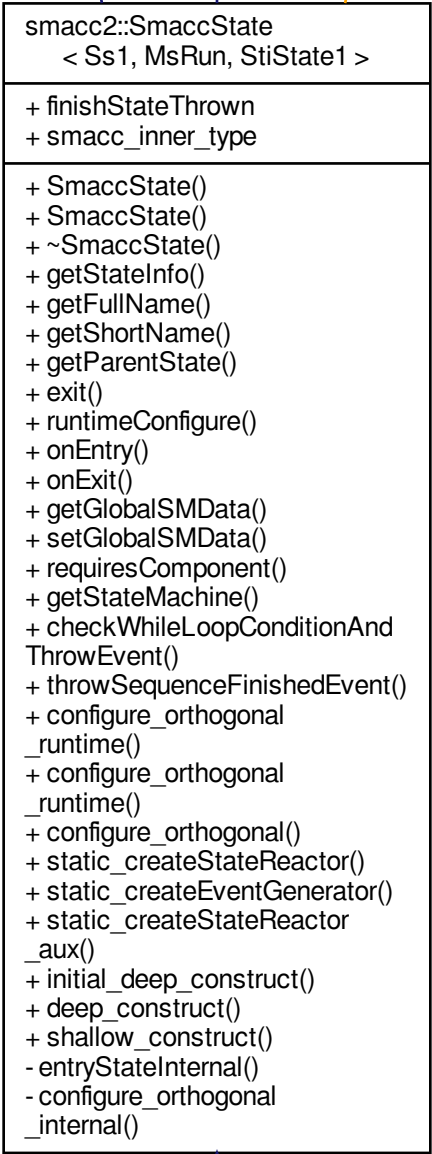 smacc2::SmaccState
< Ss1, MsRun, StiState1 >
+ finishStateThrown
+ smacc_inner_type
+ SmaccState()
+ SmaccState()
+ ~SmaccState()
+ getStateInfo()
+ getFullName()
+ getShortName()
+ getParentState()
+ exit()
+ runtimeConfigure()
+ onEntry()
+ onExit()
+ getGlobalSMData()
+ setGlobalSMData()
+ requiresComponent()
+ getStateMachine()
+ checkWhileLoopConditionAnd
ThrowEvent()
+ throwSequenceFinishedEvent()
+ configure_orthogonal
_runtime()
+ configure_orthogonal
_runtime()
+ configure_orthogonal()
+ static_createStateReactor()
+ static_createEventGenerator()
+ static_createStateReactor
_aux()
+ initial_deep_construct()
+ deep_construct()
+ shallow_construct()
- entryStateInternal()
- configure_orthogonal
_internal()